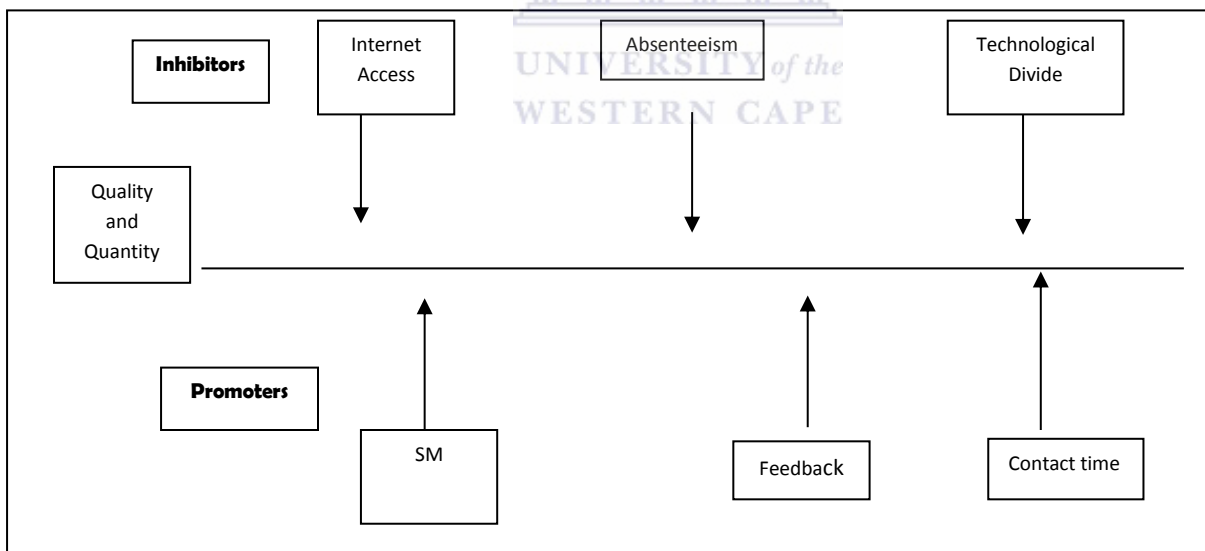 Inhibitors
Internet
Access
Absenteeism
Technological
Divide
UNIVERSITY of the
WESTERN CAPE
Quality
and
Quantity
Promoters
SM
Feedback
Contact time